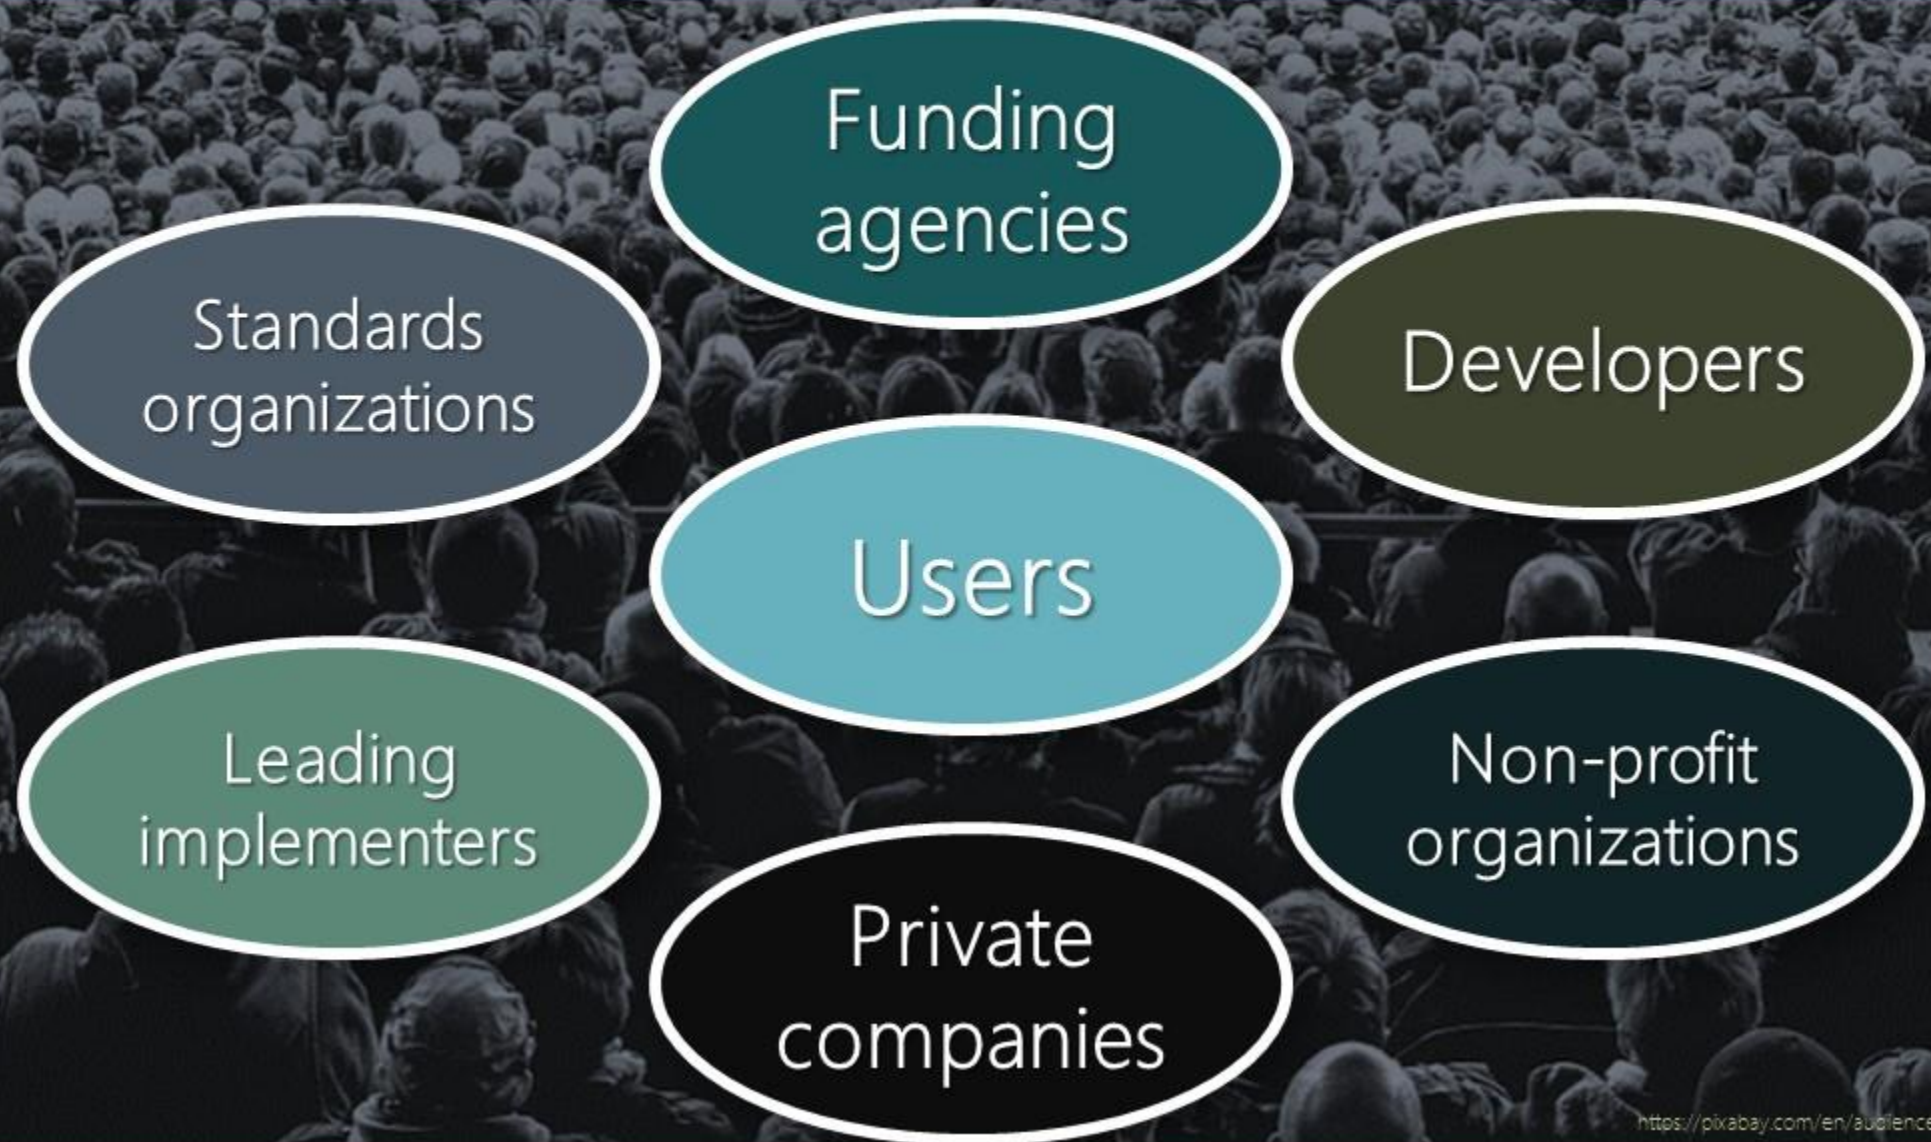 Funding
agencies
Standards
organizations
Developers
Users
Leading
implementers
Non-profit
organizations
Private
companies
https://pixabay.com/en/audience